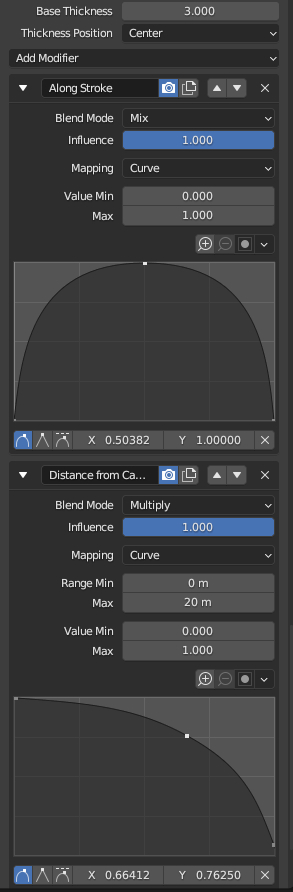 Base Thickness 3.000
Thickness Position Center
Add Modifier
Along Stroke
Blend Mode Mix
Influence 1.000
Mapping Curve
Value Min 0.000
Max 1.000
X 0.50382 Y 1.00000
Distance from Ca...
Blend Mode Multiply
Influence 1.000
Mapping Curve
Range Min 0 m
Max 20 m
Value Min 0.000
Max 1.000
X 0.66412 Y 0.76250